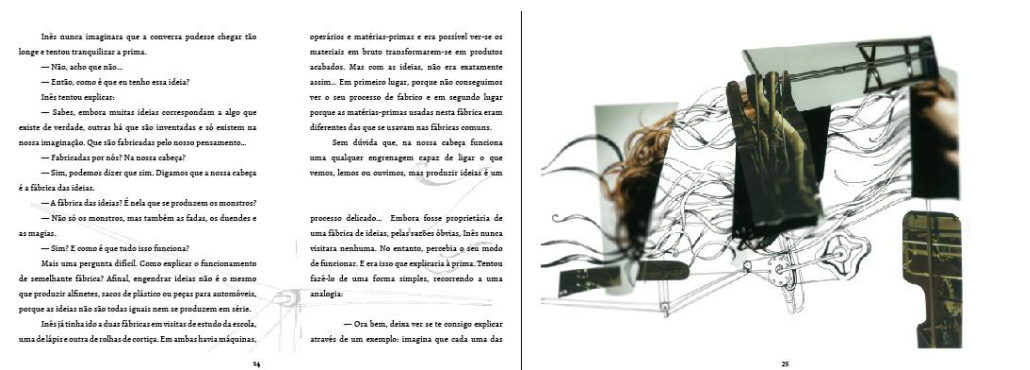 Inês nunca imaginara que a conversa pudesse chegar tão
longe e tentou tranquilizar a prima.
— Não, acho que não...
— Então, como é que eu tenho essa ideia?
Inês tentou explicar:
— Sabes, embora muitas ideias correspondam a algo que
existe de verdade, outras há que são inventadas e só existem na
nossa imaginação. Que são fabricadas pelo nosso pensamento...
— Fabricadas por nós? Na nossa cabeça?
— Sim, podemos dizer que sim. Digamos que a nossa cabeça
é a fábrica das ideias.
— A fábrica das ideias? É nela que se produzem os monstros?
— Não só os monstros, mas também as fadas, os duendes e
as magias.
— Sim? E como é que tudo isso funciona?
Mais uma pergunta difícil. Como explicar o funcionamento
de semelhante fábrica? Afinal, engendrar ideias não é o mesmo
que produzir alfinetes, sacos de plástico ou peças para automóveis,
porque as ideias não são todas iguais nem se produzem em série.
Inês já tinha ido a duas fábricas em visitas de estudo da escola,
uma de lápis e outra de rolhas de cortiça. Em ambas havia máquinas,
24
operários e matérias-primas e era possível ver-se os
materiais em bruto transformarem-se em produtos
acabados. Mas com as ideias, não era exatamente
assim... Em primeiro lugar, porque não conseguimos
ver o seu processo de fabrico e em segundo lugar
porque as matérias-primas usadas nesta fábrica eram
diferentes das que se usavam nas fábricas comuns.
Sem dúvida que, na nossa cabeça funciona
uma qualquer engrenagem capaz de ligar o que
vemos, lemos ou ouvimos, mas produzir ideias é um
processo delicado... Embora fosse proprietária de
uma fábrica de ideias, pelas razões óbvias, Inês nunca
visitara nenhuma. No entanto, percebia o seu modo
de funcionar. E era isso que explicaria à prima. Tentou
fazê-lo de uma forma simples, recorrendo a uma
analogia:
— Ora bem, deixa ver se te consigo explicar
através de um exemplo: imagina que cada uma das
25